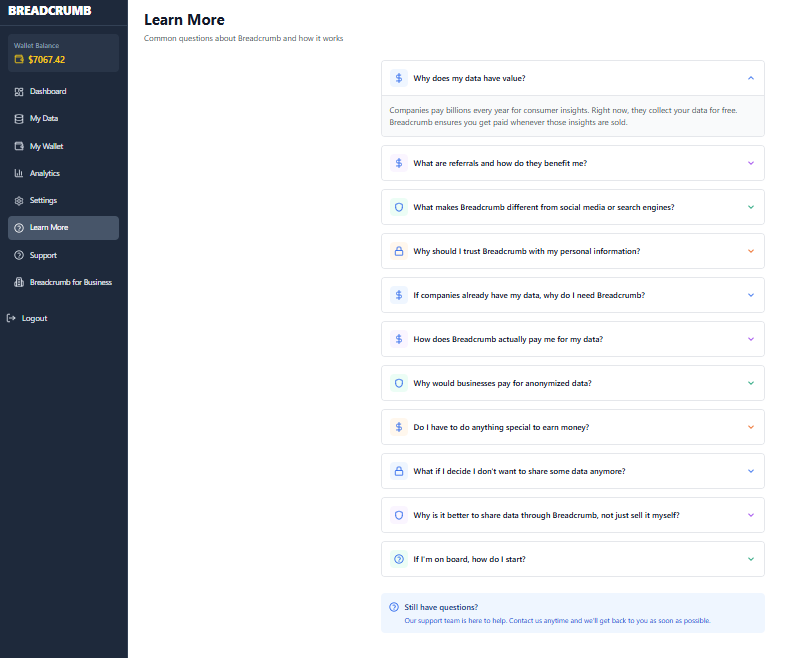 BREADCRUMB
Wallet Balance
$7067.42
Dashboard
My Data
My Wallet
Analytics
Settings
Learn More
Support
Breadcrumb for Business
Logout
Learn More
Common questions about Breadcrumb and how it works
Why does my data have value?
Companies pay billions every year for consumer insights. Right now, they collect your data for free.
Breadcrumb ensures you get paid whenever those insights are sold.
What are referrals and how do they benefit me?
What makes Breadcrumb different from social media or search engines?
Why should I trust Breadcrumb with my personal information?
If companies already have my data, why do I need Breadcrumb?
How does Breadcrumb actually pay me for my data?
Why would businesses pay for anonymized data?
Do I have to do anything special to earn money?
What if I decide I don't want to share some data anymore?
Why is it better to share data through Breadcrumb, not just sell it myself?
If I'm on board, how do I start?
Still have questions?
Our support team is here to help. Contact us anytime and we'll get back to you as soon as possible.